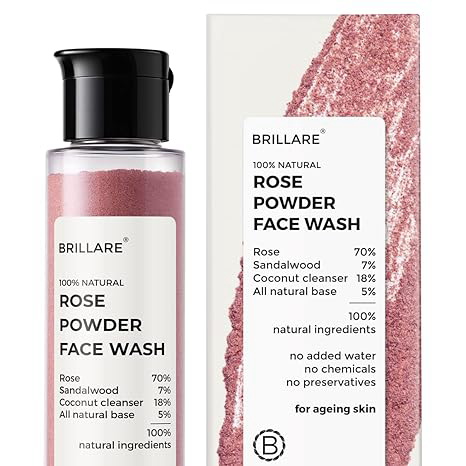 BRILLARE®
100% NATURAL
ROSE
POWDER
FACE WASH
Rose 70%
Sandalwood 7%
Coconut cleanser 18%
All natural base 5%
100%
natural ingredients
BRILLARE®
100% NATURAL
ROSE
POWDER
FACE WASH
Rose 70%
Sandalwood 7%
Coconut cleanser 18%
All natural base 5%
100%
natural ingredients
no added water
no chemicals
no preservatives
for ageing skin
B